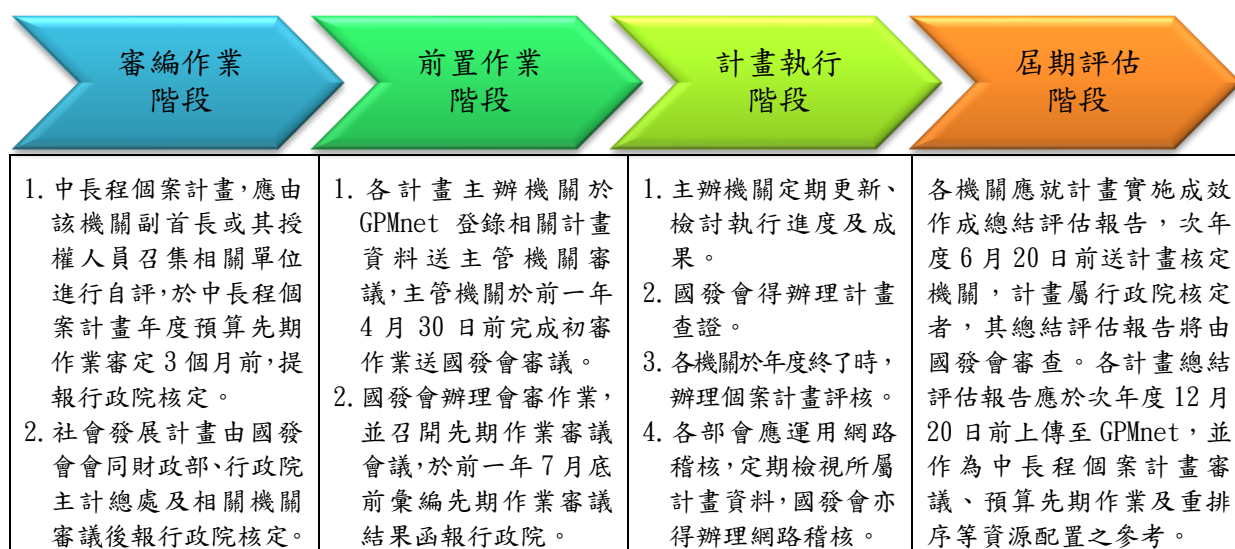 審編作業
階段
前置作業
階段
計畫執行
階段
屆期評估
階段
1. 中長程個案計畫，應由
該機關副首長或其授
權人員召集相關單位
進行自評，於中長程個
案計畫年度預算先期
作業審定 3 個月前，提
報行政院核定。
2. 社會發展計畫由國發
會會同財政部、行政院
主計總處及相關機關
審議後報行政院核定。
1. 各計畫主辦機關於
GPMnet 登錄相關計畫
資料送主管機關審
議，主管機關於前一年
4 月 30 日前完成初審
作業送國發會審議。
2. 國發會辦理會審作業，
並召開先期作業審議
會議，於前一年 7 月底
前彙編先期作業審議
結果函報行政院。
1. 主辦機關定期更新、
檢討執行進度及成
果。
2. 國發會得辦理計畫
查證。
3. 各機關於年度終了時，
辦理個案計畫評核。
4. 各部會應運用網路
稽核，定期檢視所屬
計畫資料，國發會亦
得辦理網路稽核。
各機關應就計畫實施成效
作成總結評估報告，次年
度 6 月 20 日前送計畫核定
機關，計畫屬行政院核定
者，其總結評估報告將由
國發會審查。各計畫總結
評估報告應於次年度 12 月
20 日前上傳至 GPMnet，並
作為中長程個案計畫審
議、預算先期作業及重排
序等資源配置之參考。